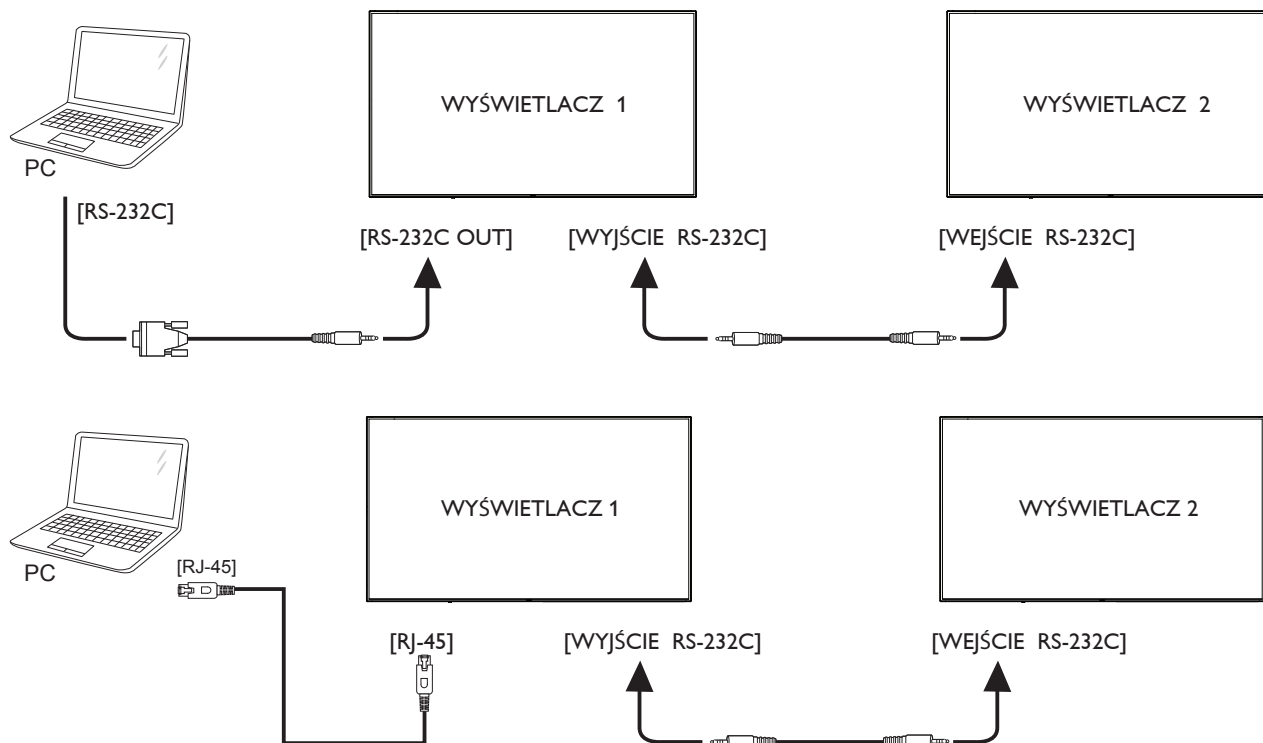 WYŚWIETLACZ 1
WYŚWIETLACZ 2
PC
[RS-232C]
[RS-232C OUT]
[WYJŚCIE RS-232C]
[WEJŚCIE RS-232C]
WYŚWIETLACZ 1
WYŚWIETLACZ 2
PC
[RJ-45]
[RJ-45]
[WYJŚCIE RS-232C]
[WEJŚCIE RS-232C]